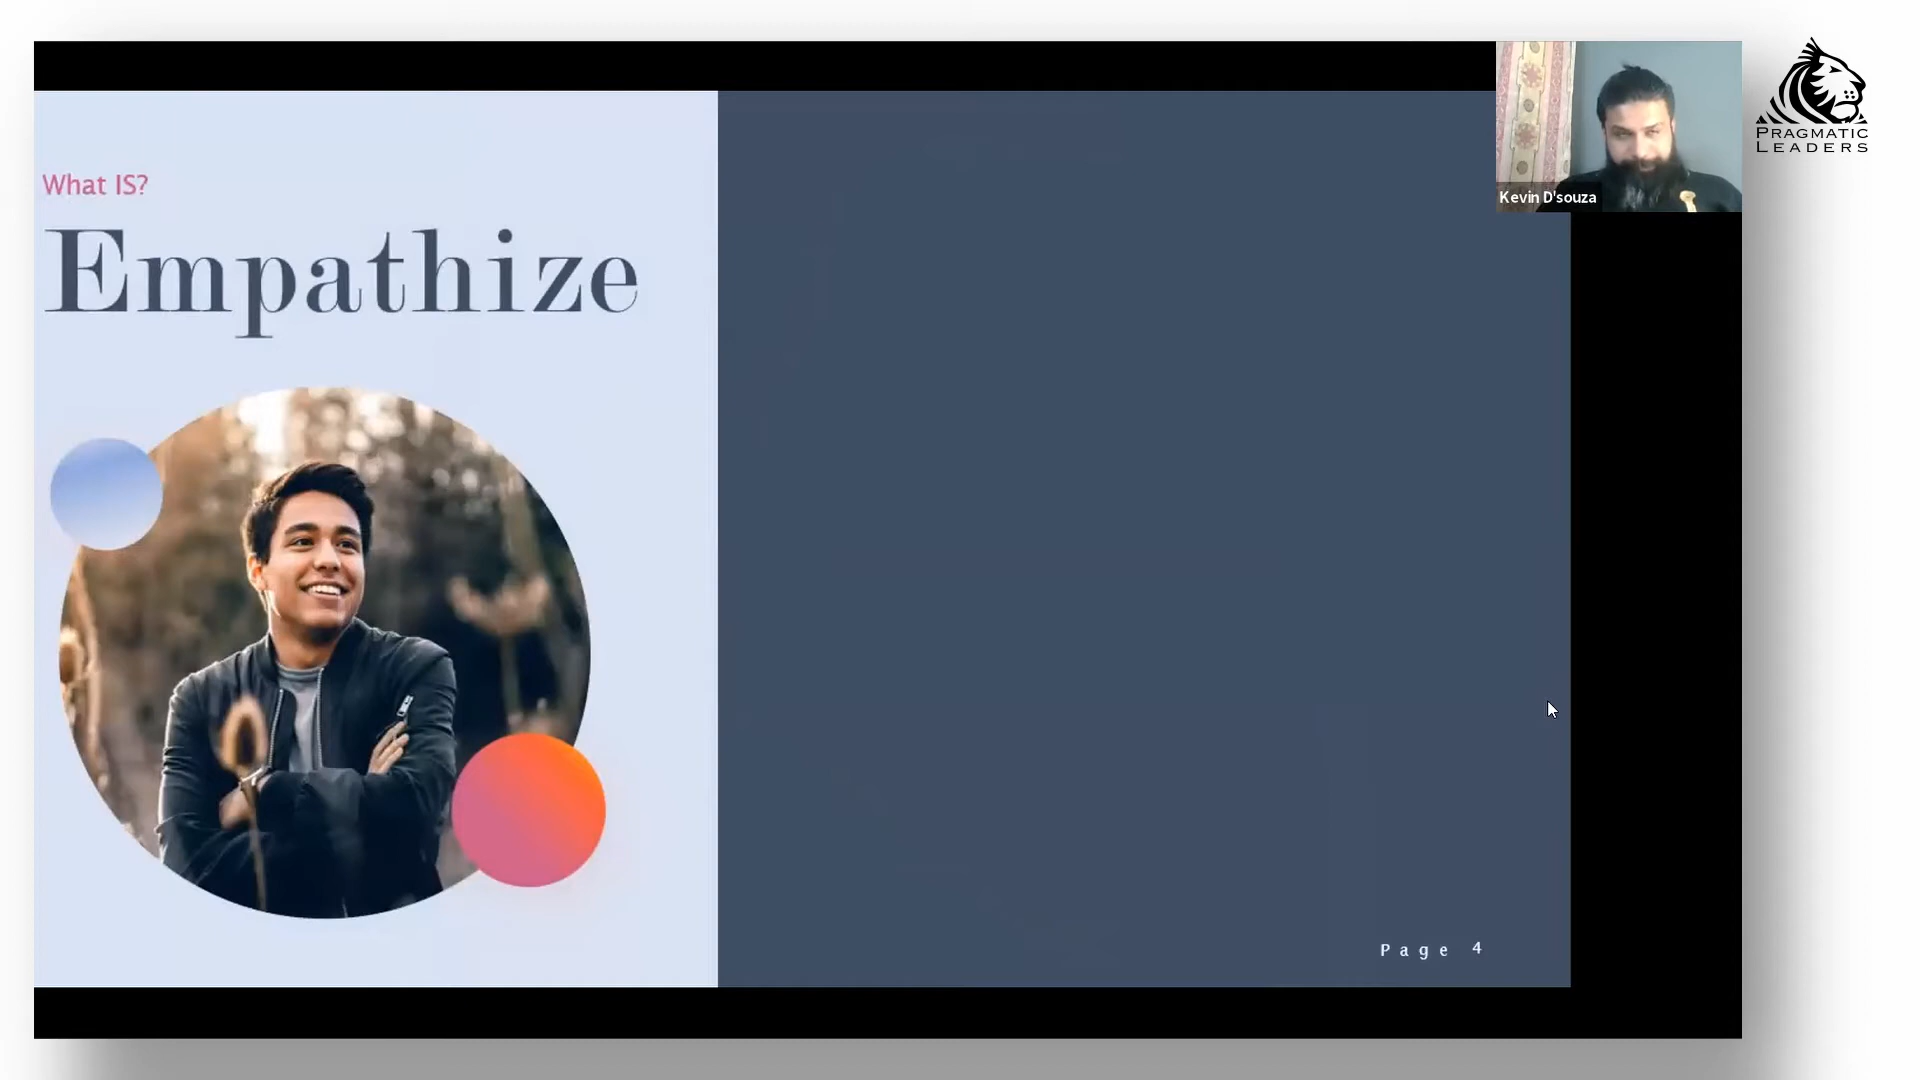 What IS?
Empathize
Kevin D'souza
PRAGMATIC
LEADERS
Page 4